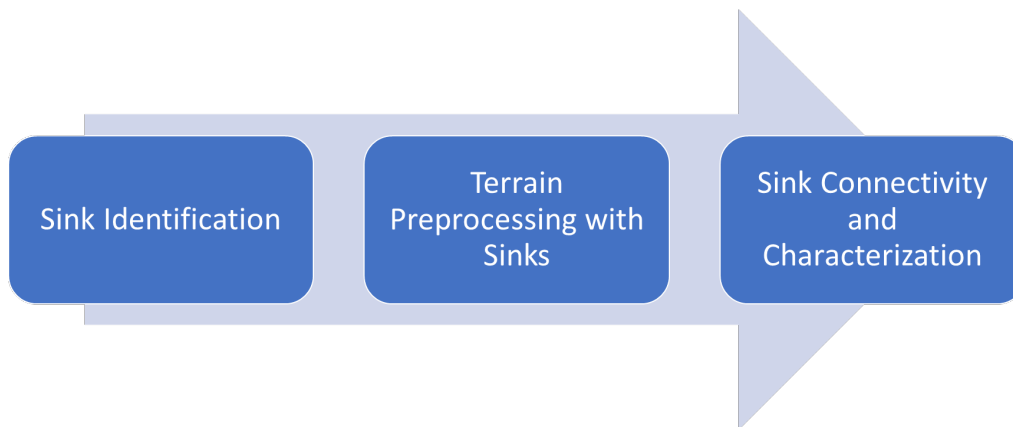 Sink Identification
Terrain
Preprocessing with
Sinks
Sink Connectivity
and
Characterization